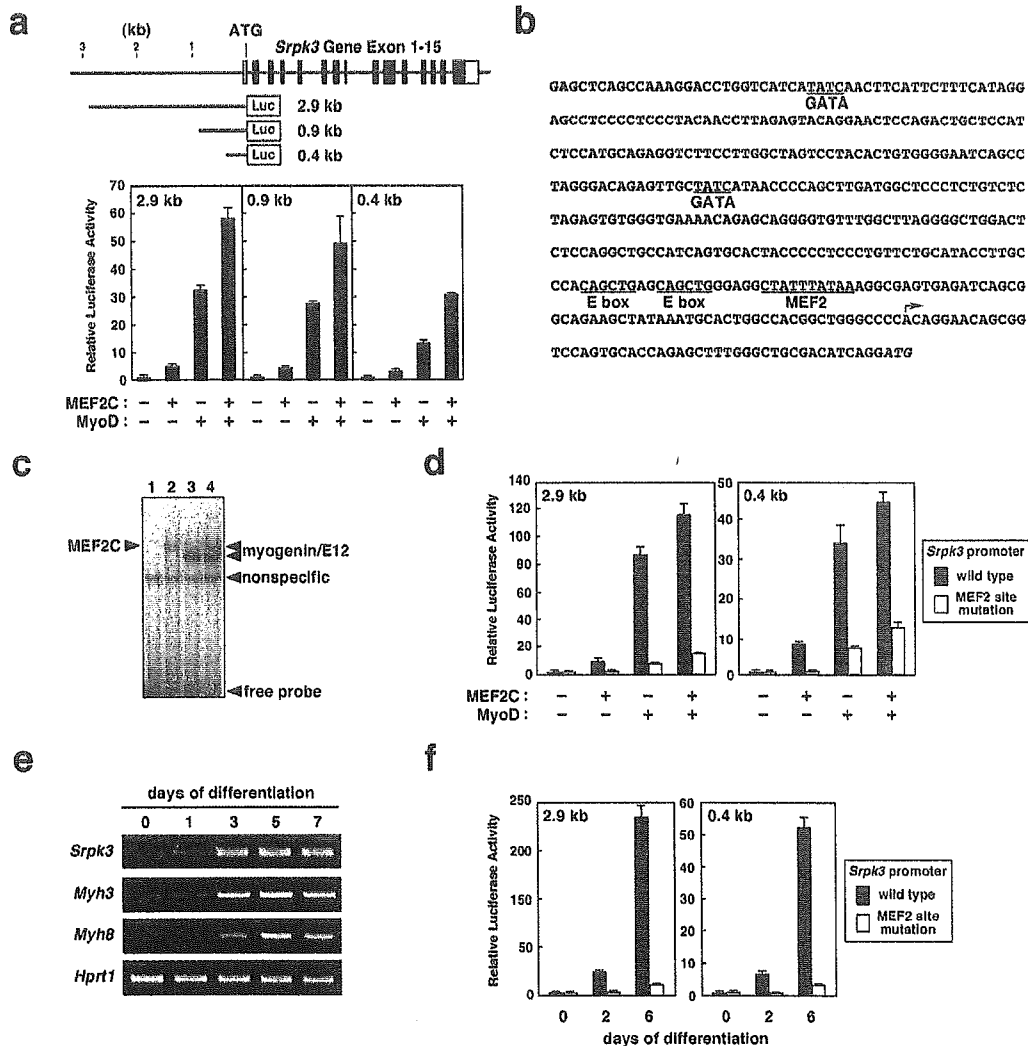 a
(kb)
3 2 1
ATG
Srpk3 Gene Exon 1-15
Luc 2.9 kb
Luc 0.9 kb
Luc 0.4 kb
Relative Luciferase Activity
70
60
50
40
30
20
10
0
2.9 kb 0.9 kb 0.4 kb
MEF2C : – + – + – + – + – + – +
MyoD : – – + + – – + + – – + +
b
GAGCTCAGCCAAAGGACCTGGTCATCATATCAACTTCATTCTTTCATAGG
GATA
AGCCTCCCCTCCCTACAACCTTAGAGTACAGGAACTCCAGACTGCTCCAT
CTCCATGCAGAGGTCTTCCTTGGCTAGTCCTACACTGTGGGGAATCAGCC
TAGGGACAGAGTTGCTATCATAACCCCAGCTTGATGGCTCCCTCTGTCTC
GATA
TAGAGTGTGGGTGAAAACAGAGCAGGGGTGTTTGGCTTAGGGGCTGGACT
CTCCAGGCTGCCATCAGTGCACTACCCCCTCCCTGTTCTGCATACCTTGC
CCACAGCTGAGCAGCTGGGAGGCTATTTATAAAGGCGAGTGAGATCAGCG
E box E box MEF2
GCAGAAGCTATAAATGCACTGGCCACGGCTGGGCCCCACAGGAACAGCGG
TCCAGTGCACCAGAGCTTTGGGCTGCGACATCAGGATG
c
1 2 3 4
MEF2C
myogenin/E12
nonspecific
free probe
d
Relative Luciferase Activity
140
120
100
80
60
40
20
0
2.9 kb
50
40
30
20
10
0
0.4 kb
Srpk3 promoter
wild type
MEF2 site
mutation
MEF2C : – + – + – + – +
MyoD : – – + + – – + +
e
days of differentiation
0 1 3 5 7
Srpk3
Myh3
Myh8
Hprt1
f
Relative Luciferase Activity
250
200
150
100
50
0
2.9 kb
60
50
40
30
20
10
0
0.4 kb
Srpk3 promoter
wild type
MEF2 site
mutation
0 2 6 0 2 6
days of differentiation